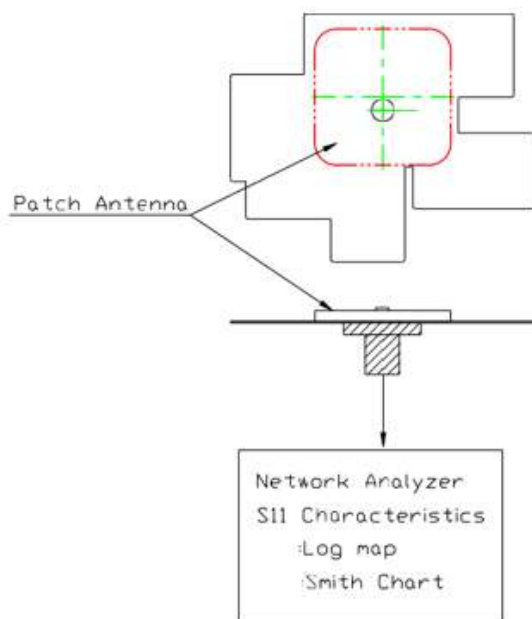 Patch Antenna
Network Analyzer
S11 Characteristics
:Log map
:Smith Chart